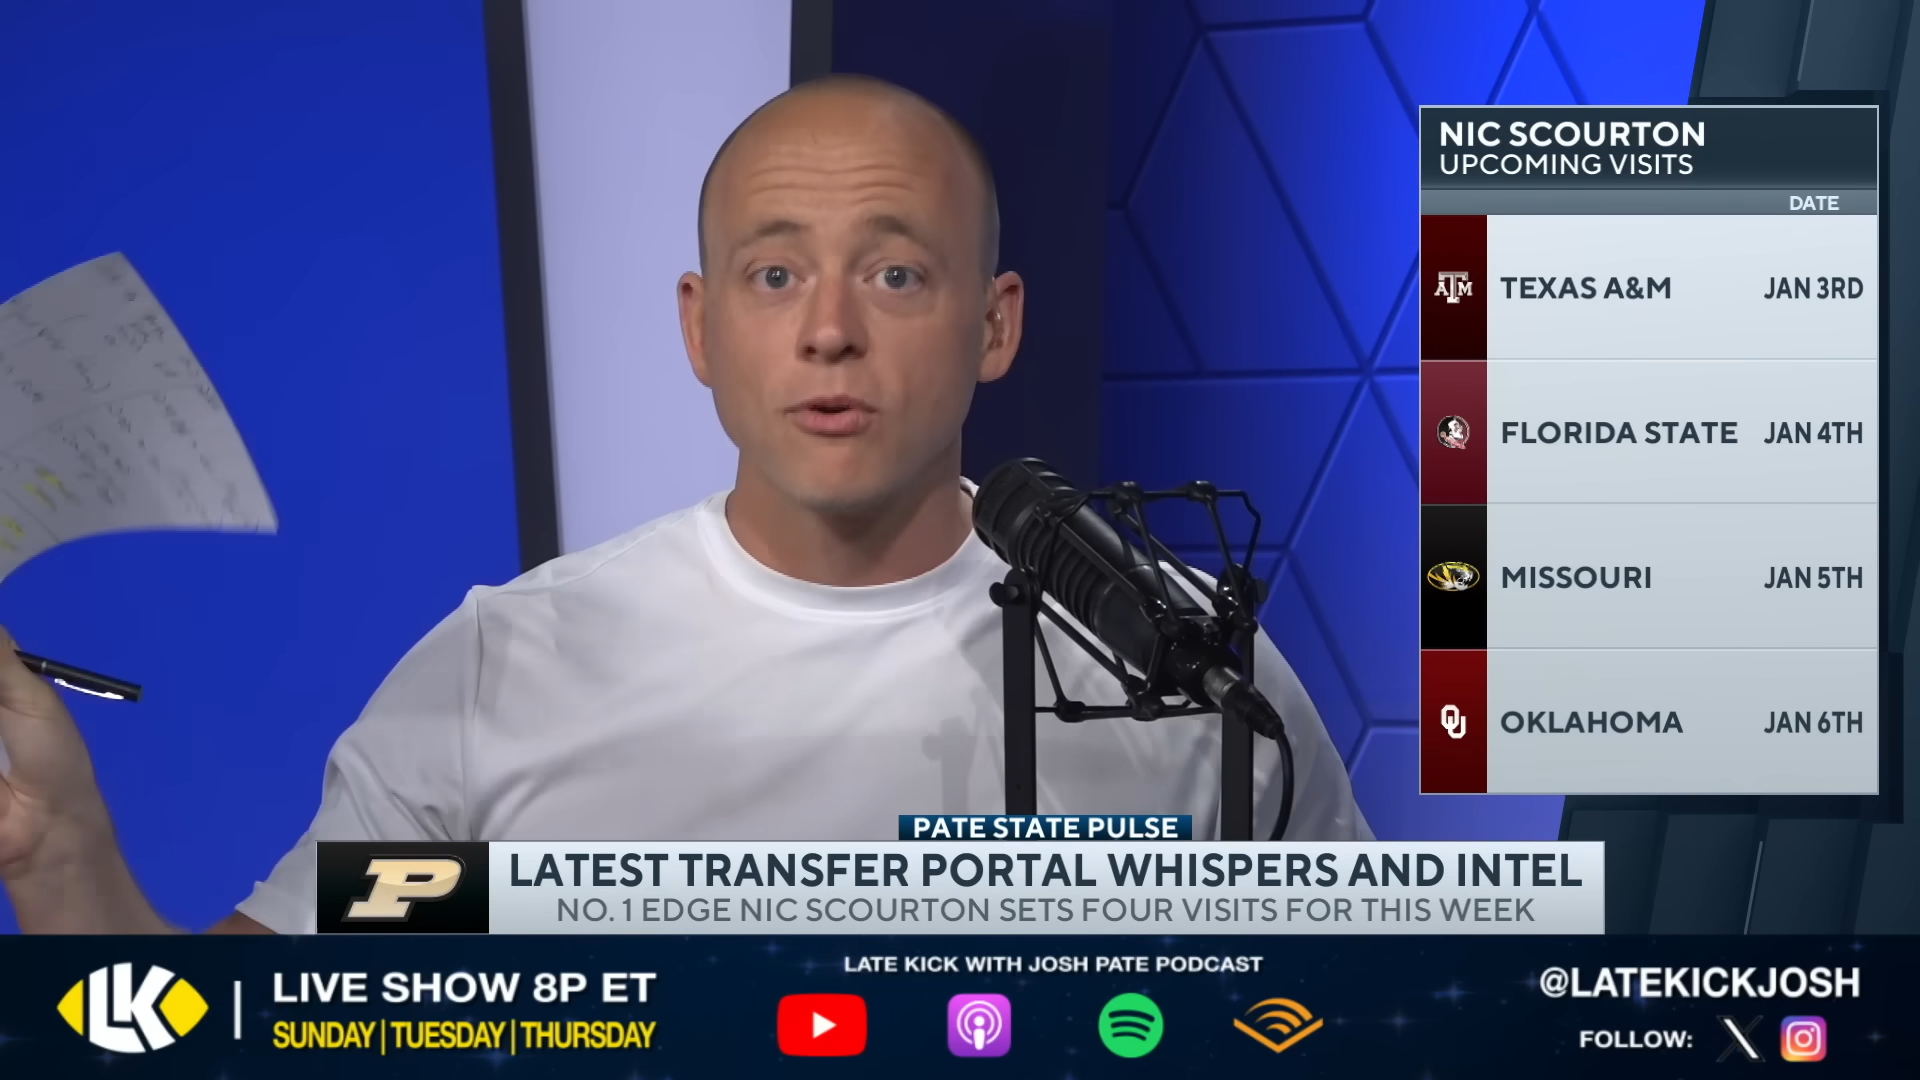 NIC SCOURTON
UPCOMING VISITS
DATE
TEXAS A&M JAN 3RD
FLORIDA STATE JAN 4TH
MISSOURI JAN 5TH
OU OKLAHOMA JAN 6TH
PATE STATE PULSE
P LATEST TRANSFER PORTAL WHISPERS AND INTEL
NO. 1 EDGE NIC SCOURTON SETS FOUR VISITS FOR THIS WEEK
LK
LIVE SHOW 8P ET
SUNDAY | TUESDAY | THURSDAY
LATE KICK WITH JOSH PATE PODCAST
@LATEKICKJOSH
FOLLOW: